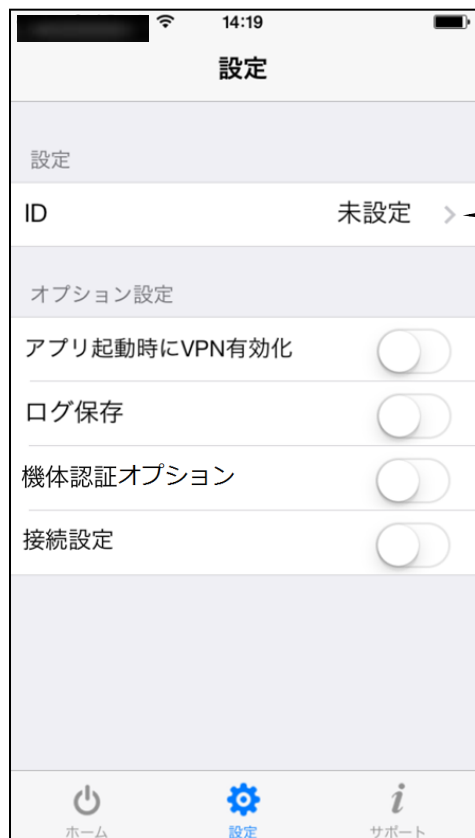 14:19
設定
設定
ID 未設定
オプション設定
アプリ起動時にVPN有効化
ログ保存
機体認証オプション
接続設定
ホーム 設定 サポート